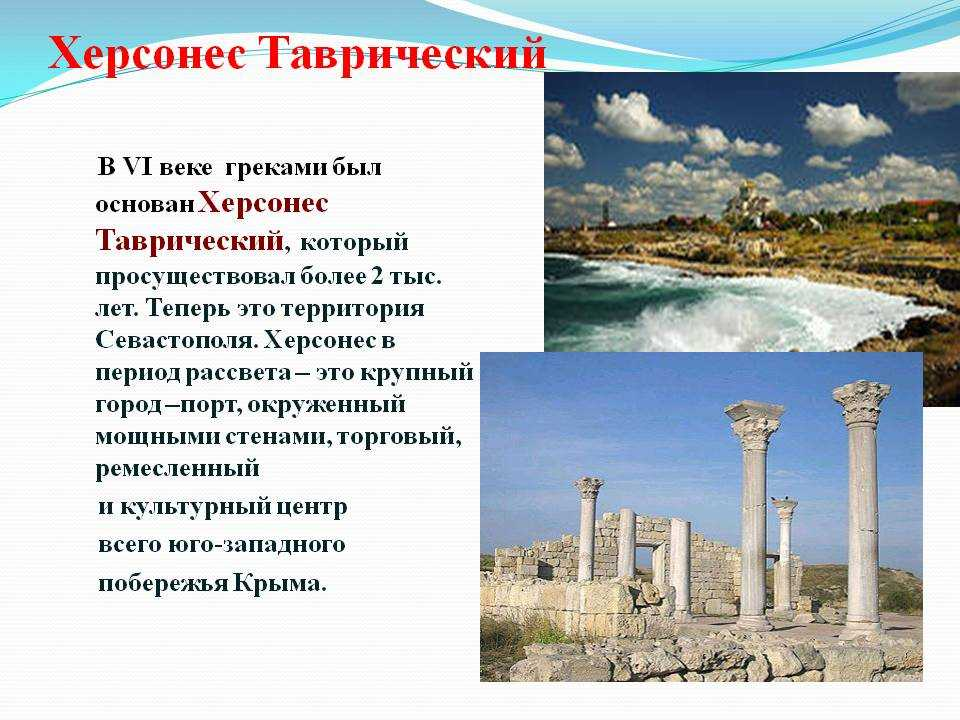 Херсонес Таврический
В VI веке греками был
основан Херсонес
Таврический, который
просуществовал более 2 тыс.
лет. Теперь это территория
Севастополя. Херсонес в
период рассвета – это крупный
город –порт, окруженный
мощными стенами, торговый,
ремесленный
и культурный центр
всего юго-западного
побережья Крыма.